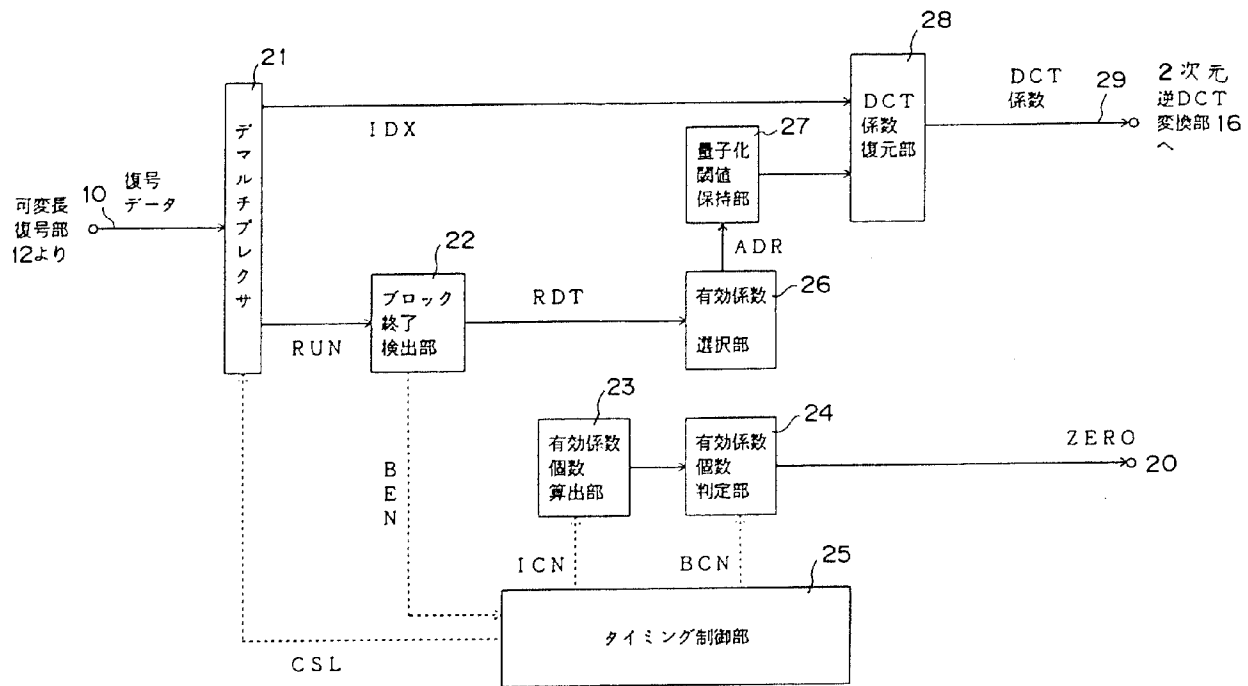 21
28
DCT
係数
29
2次元
逆DCT
変換部16
へ
デマルチプレクサ
IDX
DCT
係数
復元部
27
量子化
閾値
保持部
可変長
復号部
12より
10
復号
データ
ADR
22
ブロック
終了
検出部
RUN
RDT
26
有効係数
選択部
23
有効係数
個数
算出部
24
有効係数
個数
判定部
ZERO
20
BEN
ICN
BCN
25
タイミング制御部
CSL